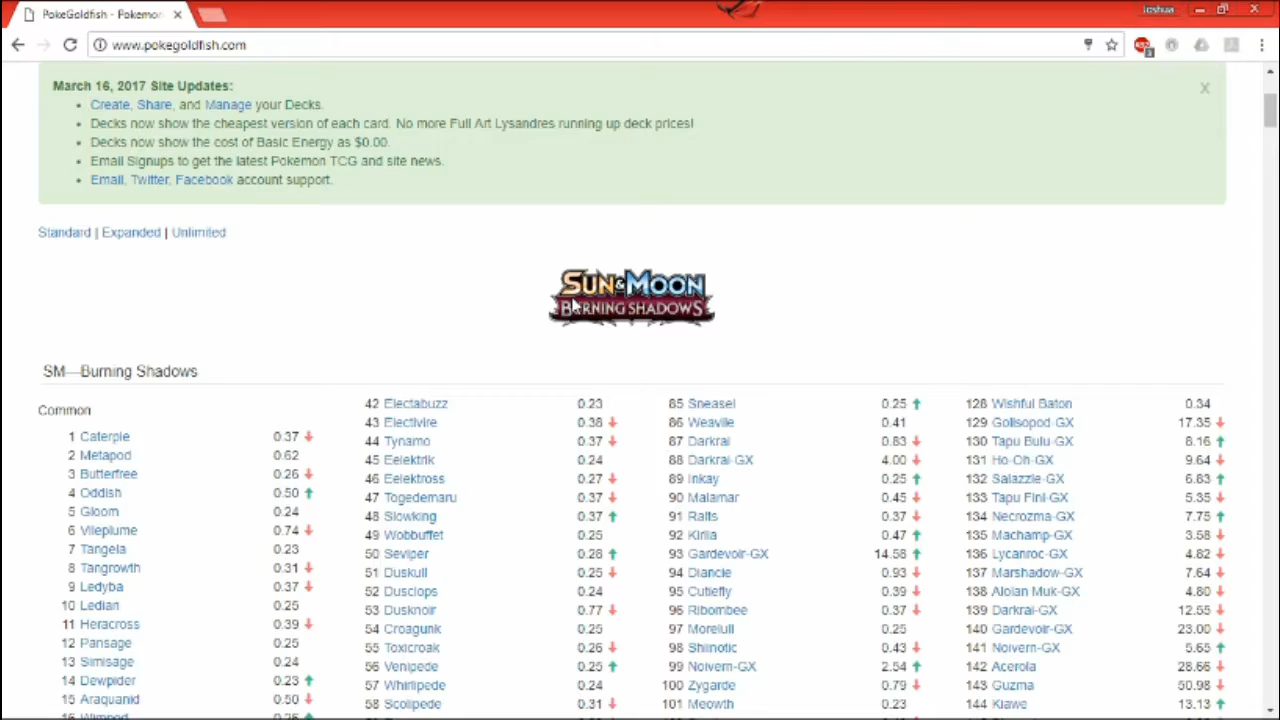 PokeGoldfish - Pokemon
Joshua
www.pokegoldfish.com
March 16, 2017 Site Updates:
Create, Share, and Manage your Decks.
Decks now show the cheapest version of each card. No more Full Art Lysandres running up deck prices!
Decks now show the cost of Basic Energy as $0.00.
Email Signups to get the latest Pokemon TCG and site news.
Email, Twitter, Facebook account support.
x
Standard | Expanded | Unlimited
SUN & MOON
BURNING SHADOWS
SM—Burning Shadows
Common
1 Caterpie 0.37
2 Metapod 0.62
3 Butterfree 0.26
4 Oddish 0.50
5 Gloom 0.24
6 Vileplume 0.74
7 Tangela 0.23
8 Tangrowth 0.31
9 Ledyba 0.37
10 Ledian 0.25
11 Heracross 0.39
12 Pansage 0.25
13 Simisage 0.24
14 Dewpider 0.23
15 Araquanid 0.50
16 Wimpod 0.26
42 Electabuzz 0.23
43 Electivire 0.38
44 Tynamo 0.37
45 Eelektrik 0.24
46 Eelektross 0.27
47 Togedemaru 0.37
48 Slowking 0.37
49 Wobbuffet 0.25
50 Seviper 0.28
51 Duskull 0.25
52 Dusclops 0.24
53 Dusknoir 0.77
54 Croagunk 0.25
55 Toxicroak 0.26
56 Venipede 0.25
57 Whirlipede 0.24
58 Scolipede 0.31
85 Sneasel 0.25
86 Weavile 0.41
87 Darkrai 0.83
88 Darkrai-GX 4.00
89 Inkay 0.25
90 Malamar 0.45
91 Ralts 0.37
92 Kirlia 0.47
93 Gardevoir-GX 14.58
94 Diancie 0.93
95 Cutiefly 0.39
96 Ribombee 0.37
97 Morelull 0.25
98 Shiinotic 0.43
99 Noivern-GX 2.54
100 Zygarde 0.79
101 Meowth 0.23
128 Wishful Baton 0.34
129 Golisopod-GX 17.35
130 Tapu Bulu-GX 8.16
131 Ho-Oh-GX 9.64
132 Salazzle-GX 6.83
133 Tapu Fini-GX 5.35
134 Necrozma-GX 7.75
135 Machamp-GX 3.58
136 Lycanroc-GX 4.82
137 Marshadow-GX 7.64
138 Alolan Muk-GX 4.80
139 Darkrai-GX 12.55
140 Gardevoir-GX 23.00
141 Noivern-GX 5.65
142 Acerola 28.66
143 Guzma 50.98
144 Kiawe 13.13